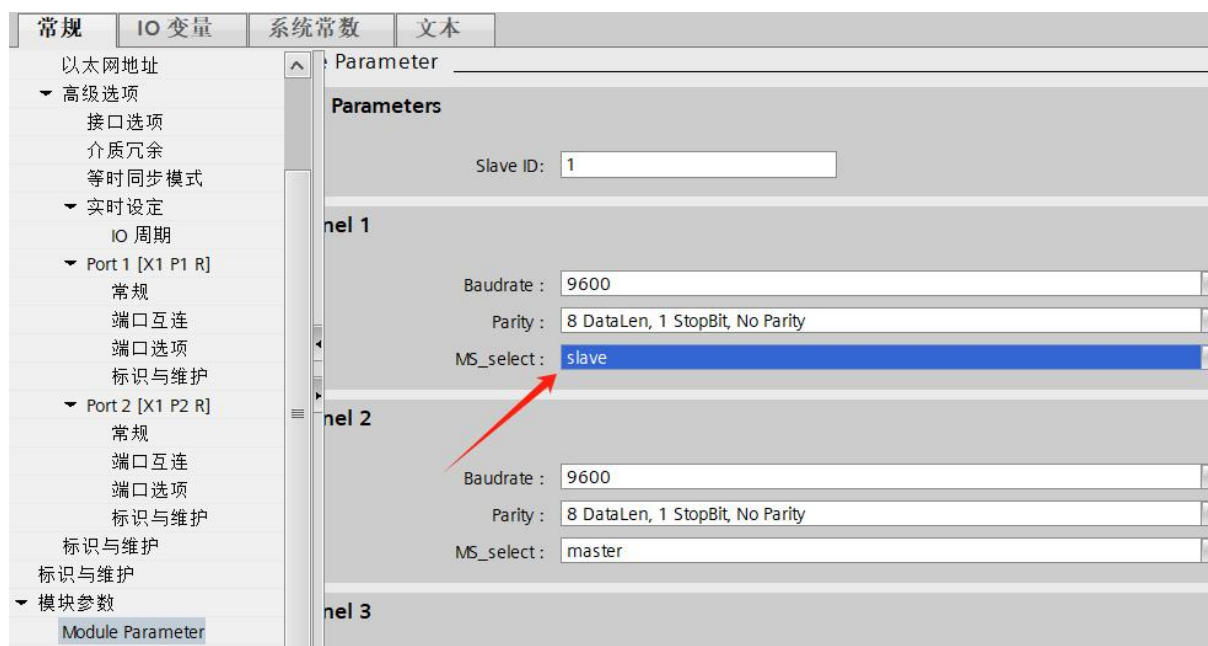 常规 IO 变量 系统常数 文本
以太网地址
高级选项
接口选项
介质冗余
等时同步模式
实时设定
IO 周期
Port 1 [X1 P1 R]
常规
端口互连
端口选项
标识与维护
Port 2 [X1 P2 R]
常规
端口互连
端口选项
标识与维护
标识与维护
标识与维护
模块参数
Module Parameter
Parameter
Parameters
Slave ID: 1
nel 1
Baudrate : 9600
Parity : 8 DataLen, 1 StopBit, No Parity
MS_select : slave
nel 2
Baudrate : 9600
Parity : 8 DataLen, 1 StopBit, No Parity
MS_select : master
nel 3